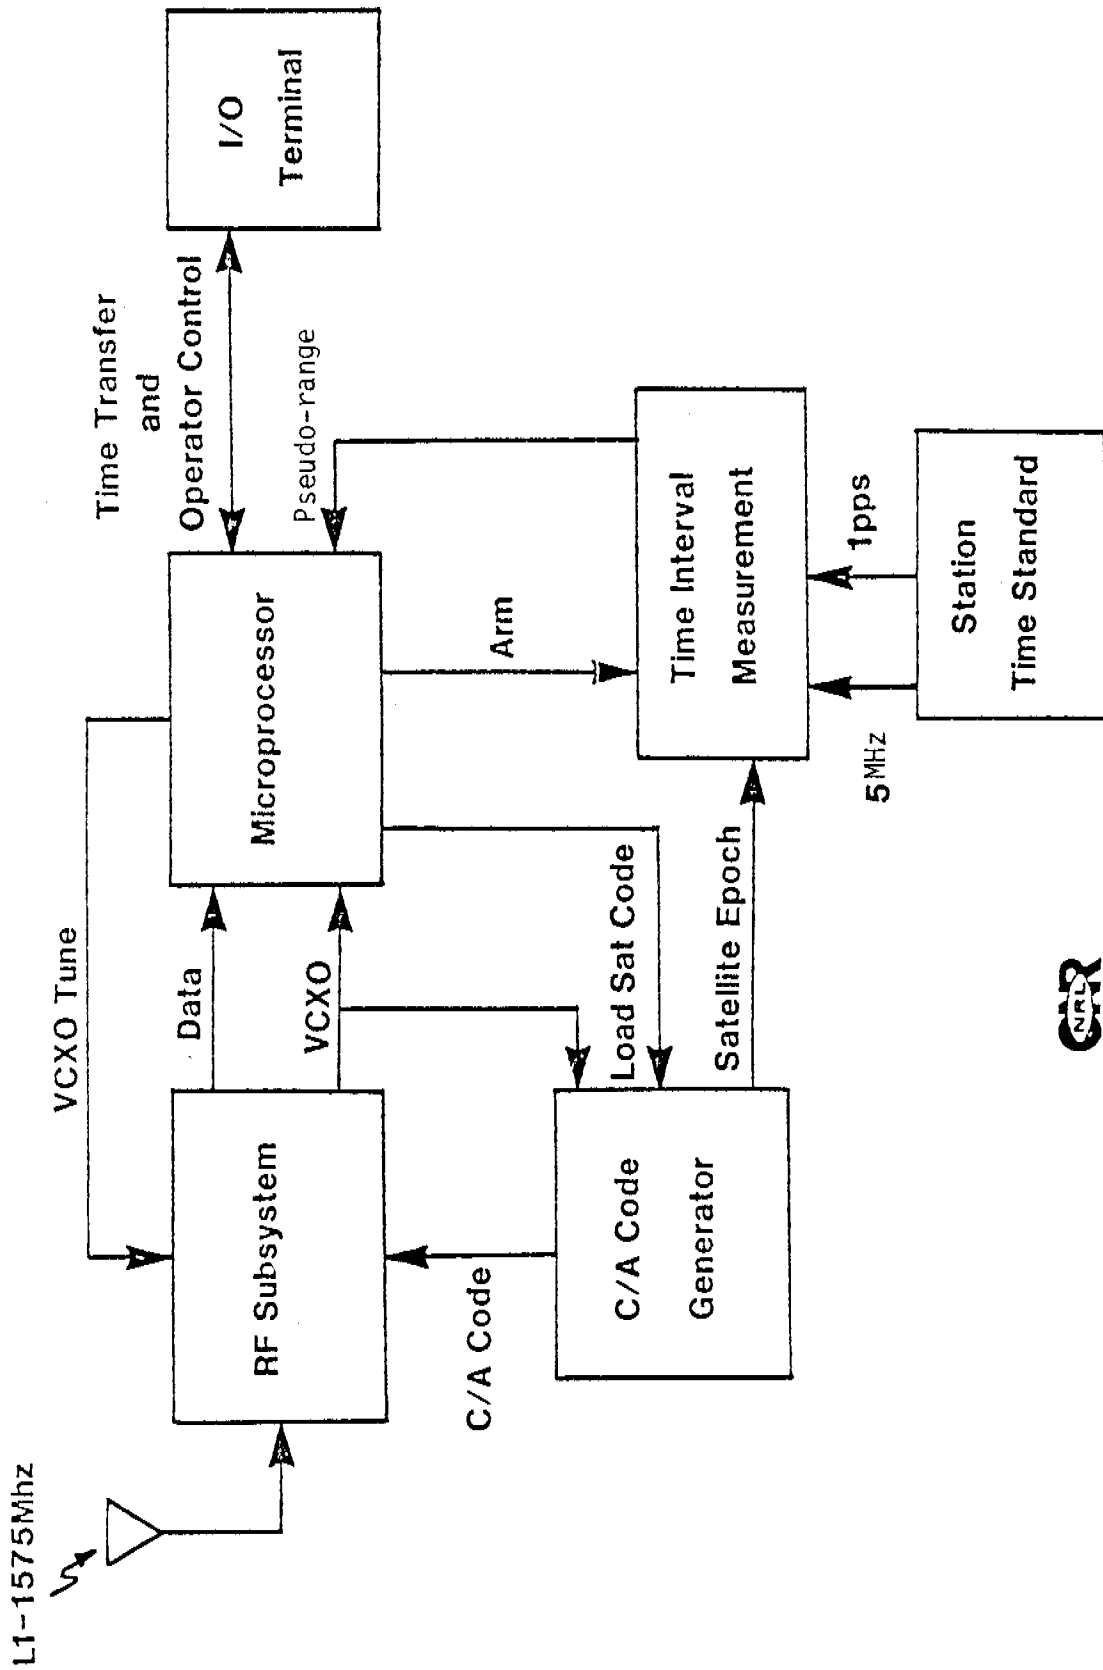 L1-1575Mhz
VCXO Tune
RF Subsystem
Data
VCXO
Microprocessor
Time Transfer
and
Operator Control
I/O
Terminal
Pseudo-range
C/A Code
C/A Code
Generator
Load Sat Code
Satellite Epoch
Arm
Time Interval
Measurement
5MHz
1pps
Station
Time Standard
NRL